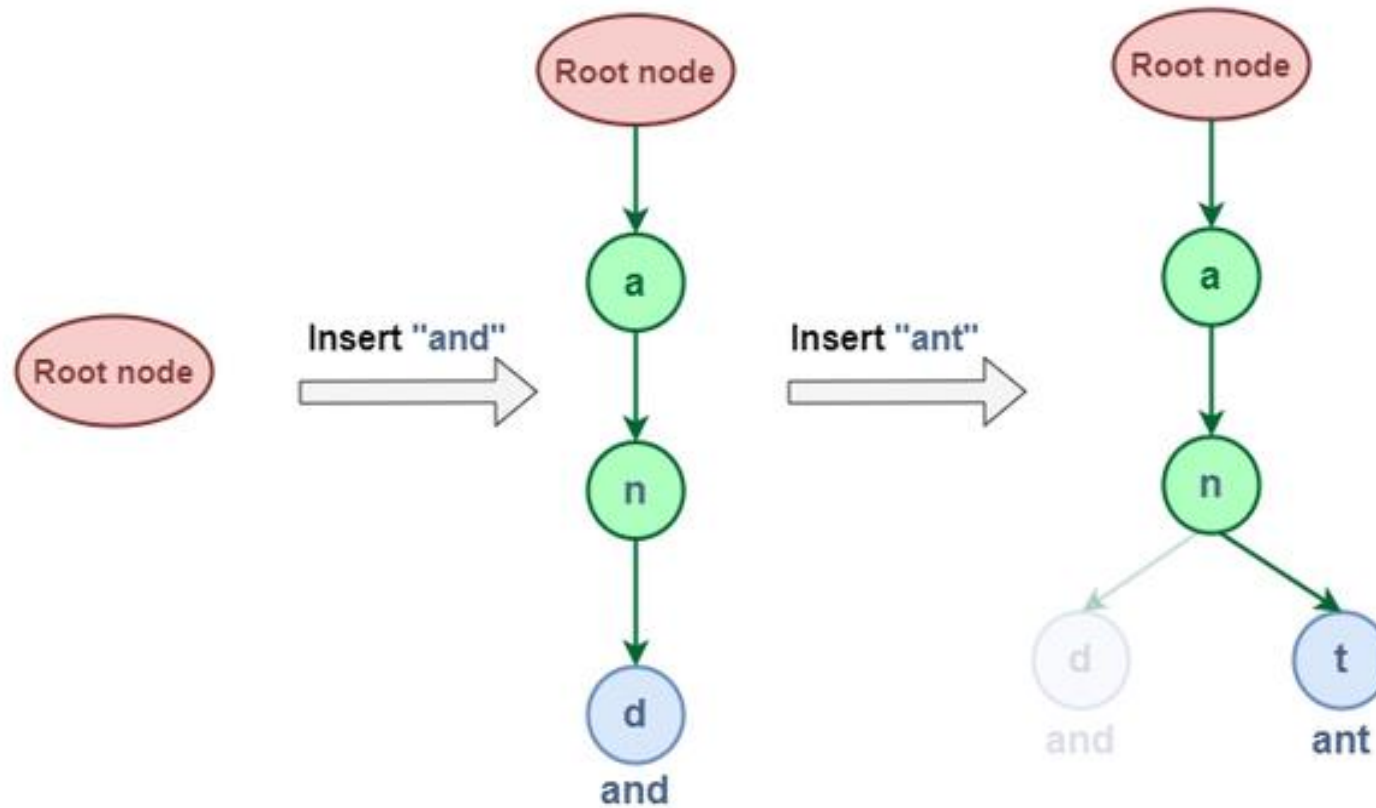 Root node
Insert "and"
Root node
a
n
d
and
Insert "ant"
Root node
a
n
d
and
t
ant